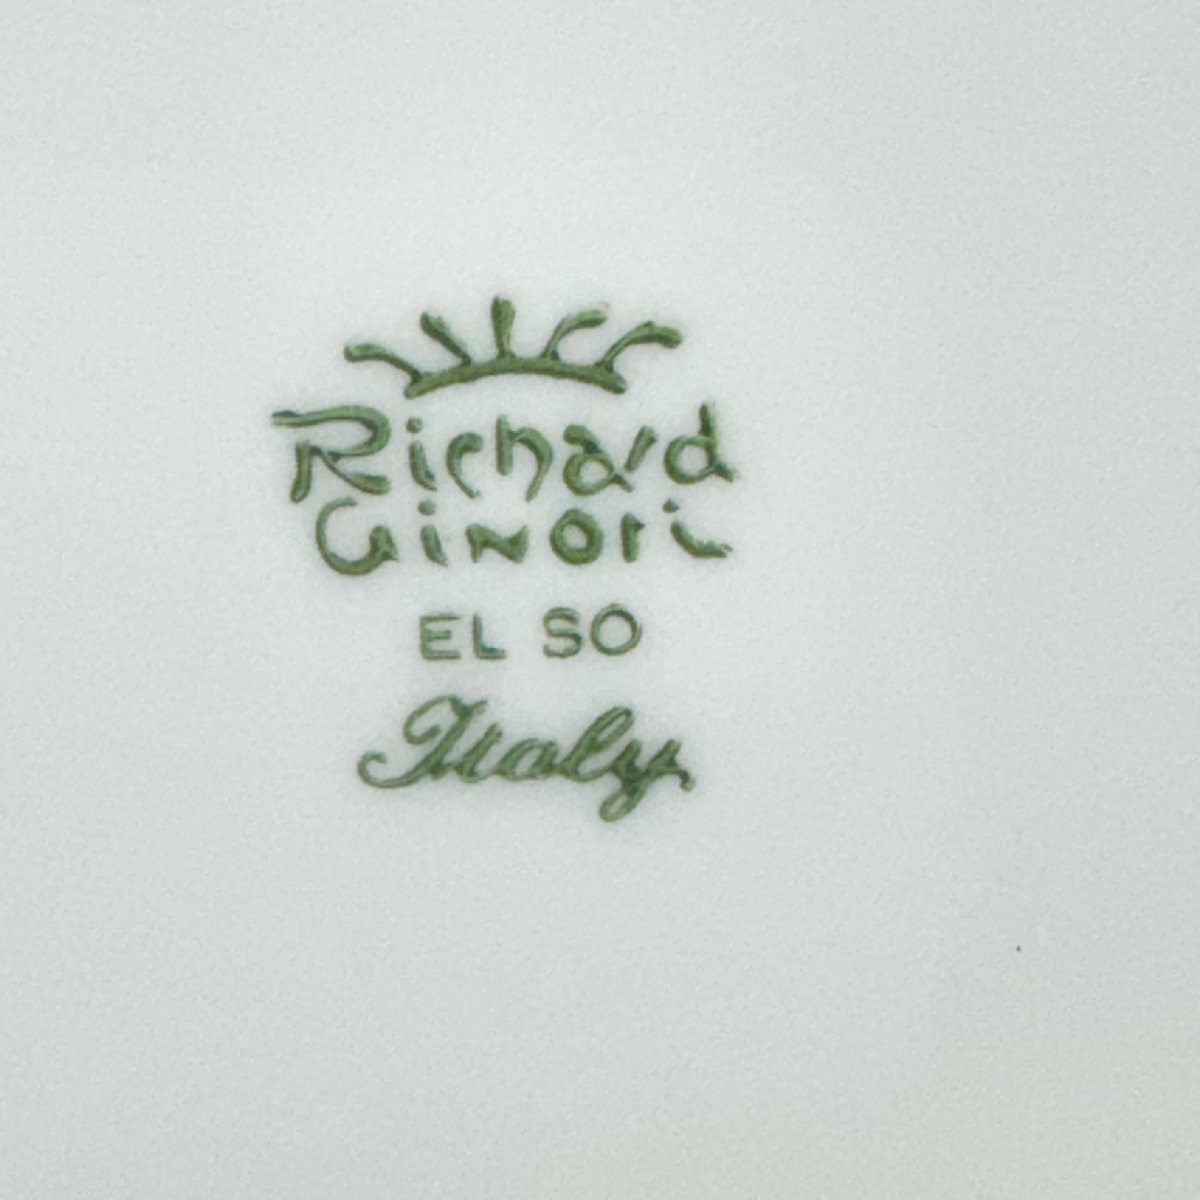 Richard
Ginori
EL SO
Italy